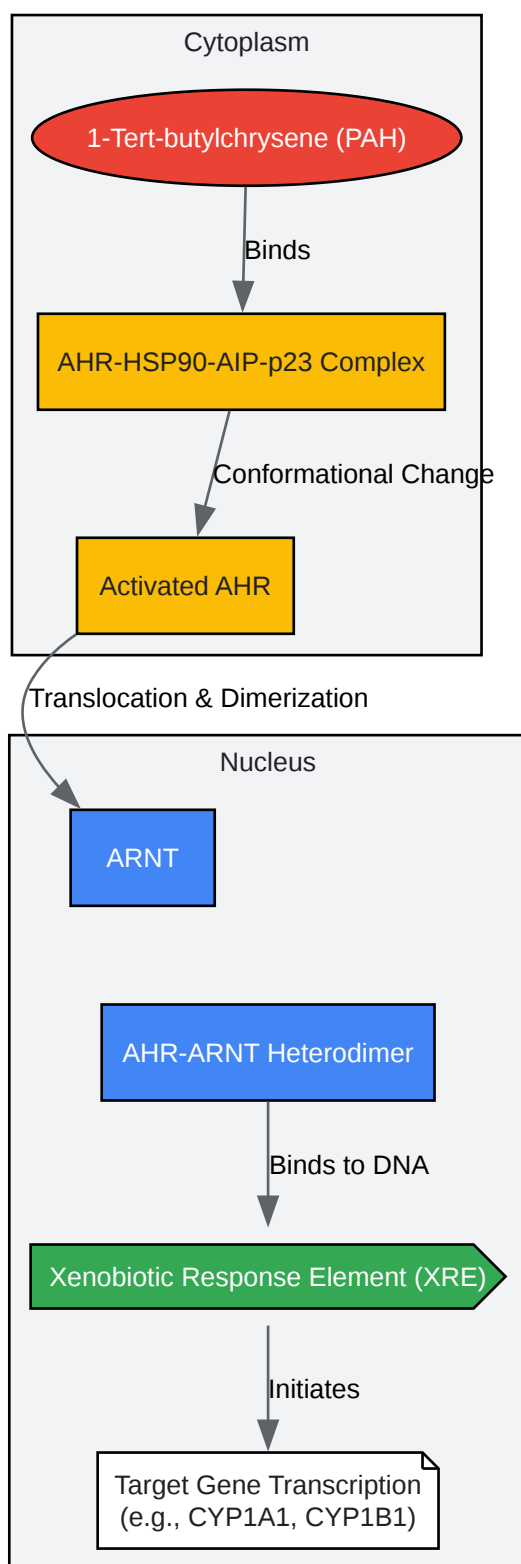 Cytoplasm
1-Tert-butylchrysene (PAH)
Binds
AHR-HSP90-AIP-p23 Complex
Conformational Change
Activated AHR
Translocation & Dimerization
Nucleus
ARNT
AHR-ARNT Heterodimer
Binds to DNA
Xenobiotic Response Element (XRE)
Initiates
Target Gene Transcription
(e.g., CYP1A1, CYP1B1)